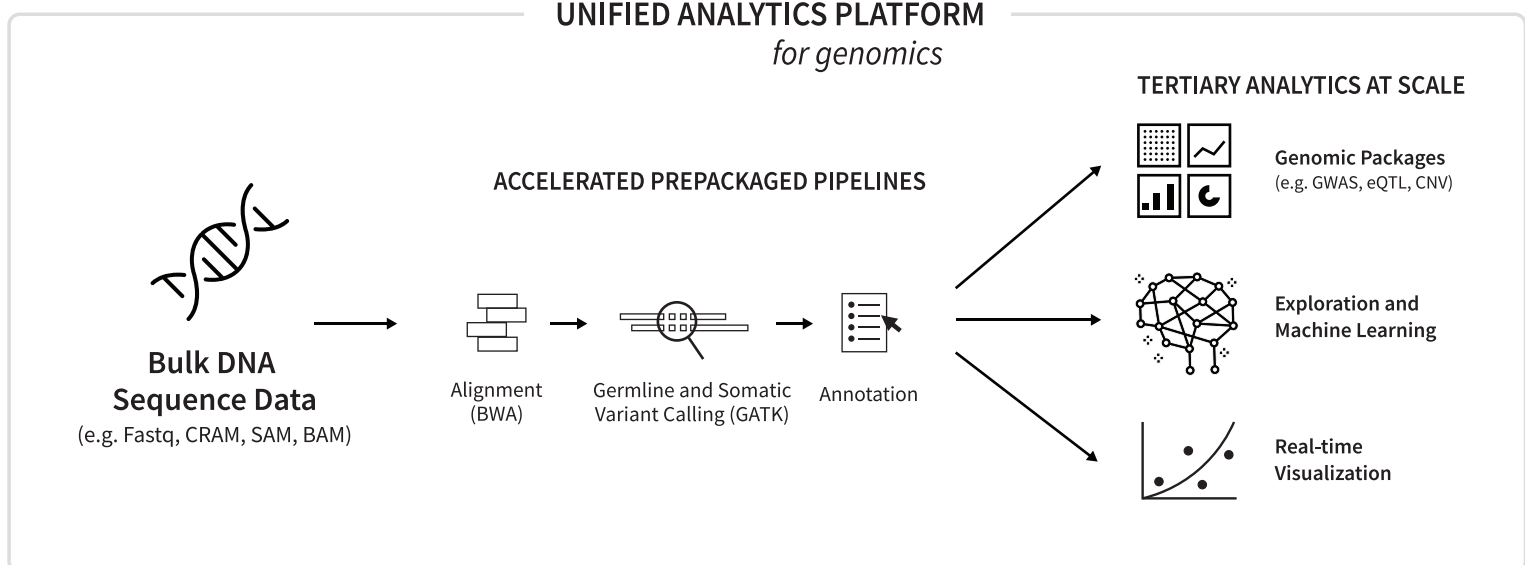 UNIFIED ANALYTICS PLATFORM
for genomics
TERTIARY ANALYTICS AT SCALE
ACCELERATED PREPACKAGED PIPELINES
Bulk DNA
Sequence Data
(e.g. Fastq, CRAM, SAM, BAM)
Alignment
(BWA)
Germline and Somatic
Variant Calling (GATK)
Annotation
Genomic Packages
(e.g. GWAS, eQTL, CNV)
Exploration and
Machine Learning
Real-time
Visualization